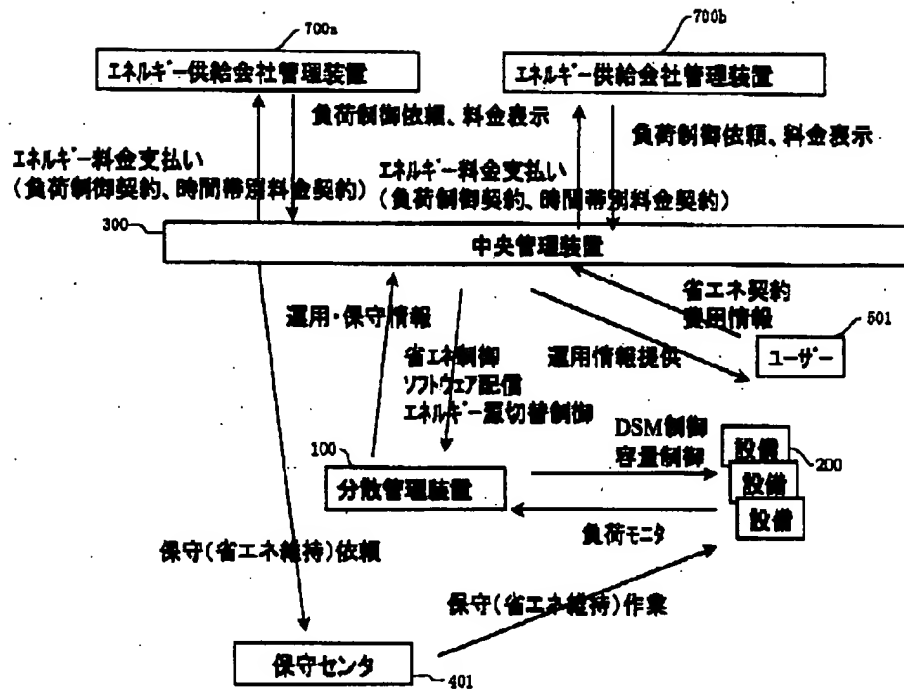 700a
700b
エネルギー供給会社管理装置
エネルギー供給会社管理装置
負荷制御依頼、料金表示
負荷制御依頼、料金表示
エネルギー料金支払い
(負荷制御契約、時間帯別料金契約)
エネルギー料金支払い
(負荷制御契約、時間帯別料金契約)
300
中央管理装置
運用・保守情報
省エネ契約
費用情報
501
ユーザー
省エネ制御
ソフトウェア配信
エネルギー源切替制御
運用情報提供
DSM制御
容量制御
100
分散管理装置
設備
200
設備
設備
負荷モニタ
保守(省エネ維持)依頼
保守(省エネ維持)作業
保守センタ
401